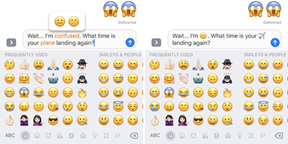 Delivered
Wait... I'm confused. What time is
your plane landing again?
FREQUENTLY USED
SMILEYS & PEOPLE
ABC
Delivered
Wait... I'm 😕. What time is your ✈️
landing again?
FREQUENTLY USED
SMILEYS & PEOPLE
ABC